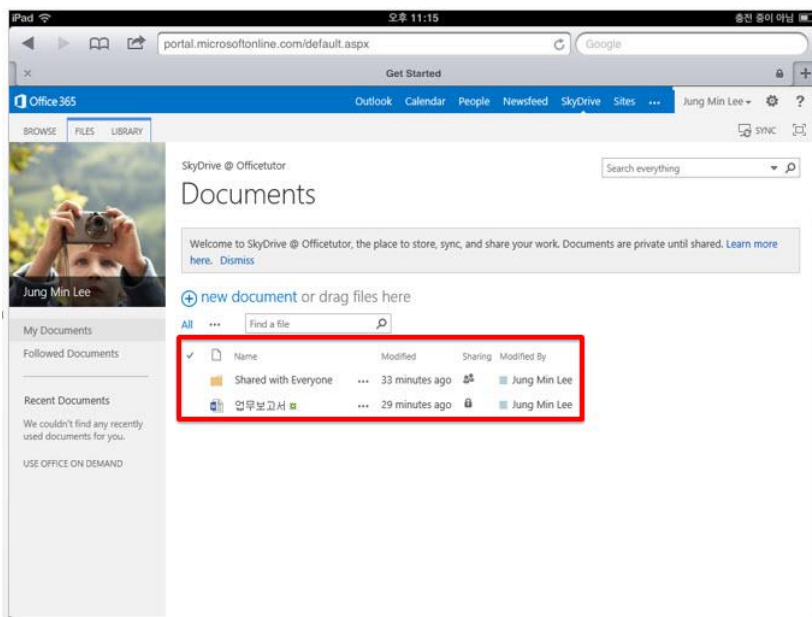 iPad 오후 11:15 충전 중이 아님
portal.microsoftonline.com/default.aspx Google
Get Started
Office 365 Outlook Calendar People Newsfeed SkyDrive Sites ••• Jung Min Lee ?
BROWSE FILES LIBRARY SYNC
SkyDrive @ Officetutor Search everything
Documents
Welcome to SkyDrive @ Officetutor, the place to store, sync, and share your work. Documents are private until shared. Learn more
here. Dismiss
Jung Min Lee
new document or drag files here
All ••• Find a file
My Documents
Followed Documents
Name Modified Sharing Modified By
Shared with Everyone ••• 33 minutes ago Jung Min Lee
업무보고서 ••• 29 minutes ago Jung Min Lee
Recent Documents
We couldn't find any recently
used documents for you.
USE OFFICE ON DEMAND